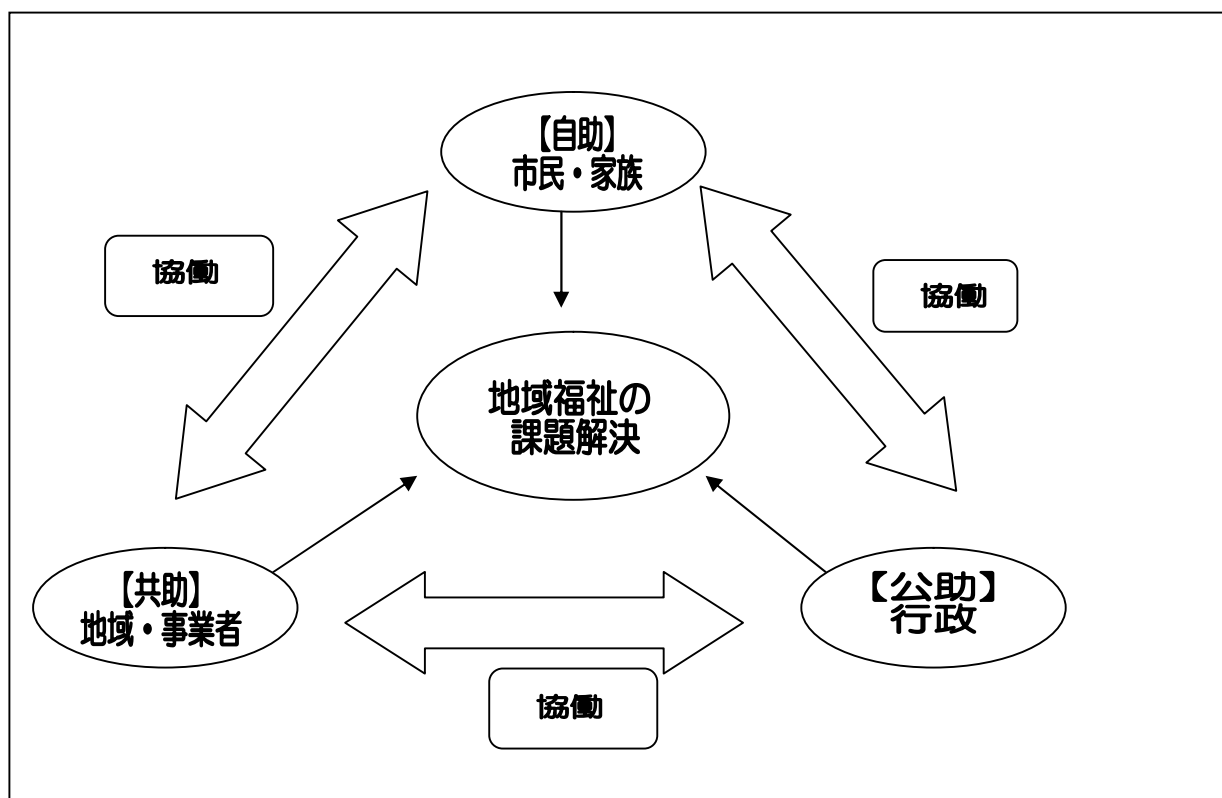 【自助】
市民・家族
協働
協働
地域福祉の
課題解決
【共助】
地域・事業者
【公助】
行政
協働